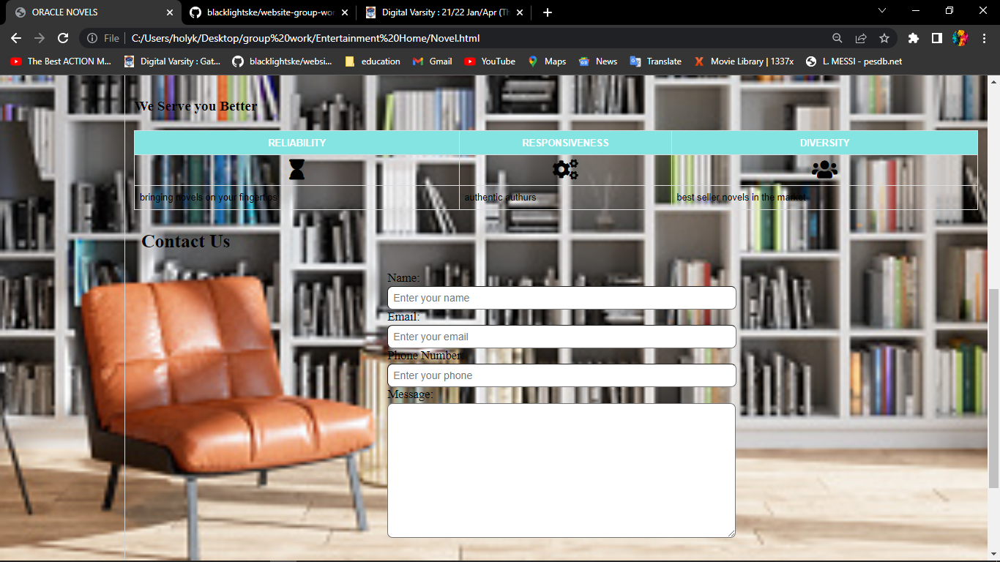 ORACLE NOVELS
blacklightske/website-group-wor
Digital Varsity : 21/22 Jan/Apr (Th
File C:/Users/holyk/Desktop/group%20work/Entertainment%20Home/Novel.html
The Best ACTION M...
Digital Varsity : Gat...
blacklightske/websi...
education
Gmail
YouTube
Maps
News
Translate
Movie Library | 1337x
L. MESSI - pesdb.net
We Serve you Better
RELIABILITY RESPONSIVENESS DIVERSITY
bringing novels on your fingertips authentic authurs best seller novels in the market
Contact Us
Name:
Enter your name
Email:
Enter your email
Phone Number:
Enter your phone
Message: